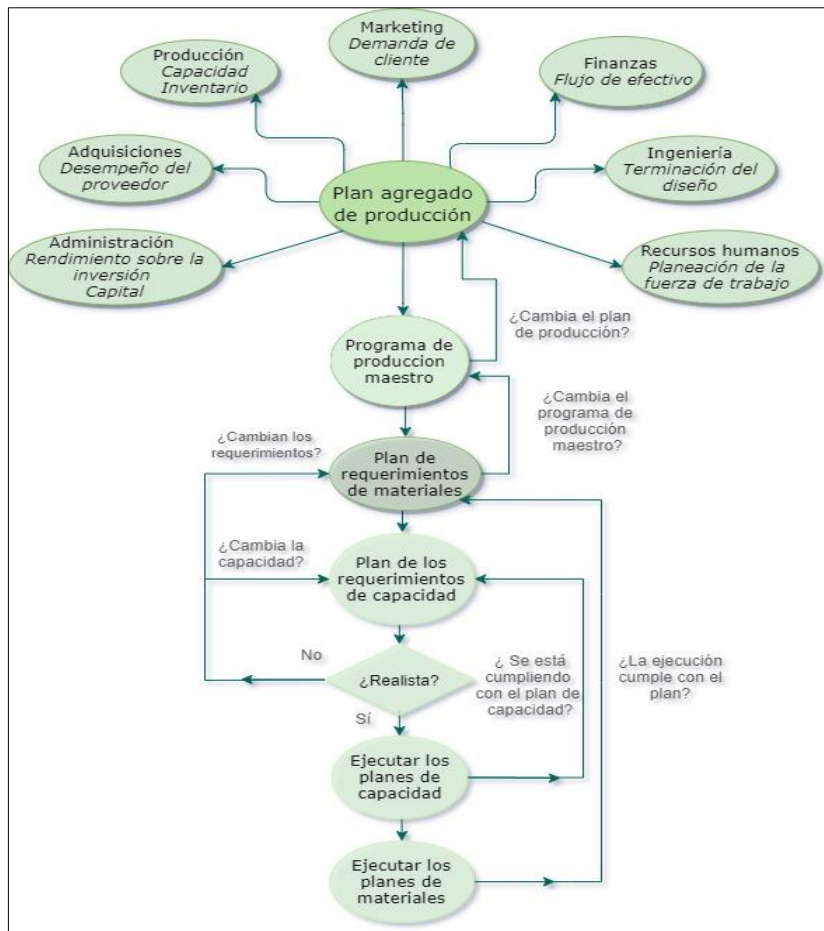 Marketing
Demanda de
cliente
Producción
Capacidad
Inventario
Finanzas
Flujo de efectivo
Adquisiciones
Desempeño del
proveedor
Ingeniería
Terminación del
diseño
Plan agregado
de producción
Administración
Rendimiento sobre la
inversión
Capital
Recursos humanos
Planeación de la
fuerza de trabajo
¿Cambia el plan
de producción?
Programa de
produccion
maestro
¿Cambia el
programa de
producción
maestro?
¿Cambian los
requerimientos?
Plan de
requerimientos
de materiales
¿Cambia la
capacidad?
Plan de los
requerimientos
de capacidad
No
¿Realista?
Sí
¿ Se está
cumpliendo
con el plan de
capacidad?
¿La ejecución
cumple con el
plan?
Ejecutar los
planes de
capacidad
Ejecutar los
planes de
materiales